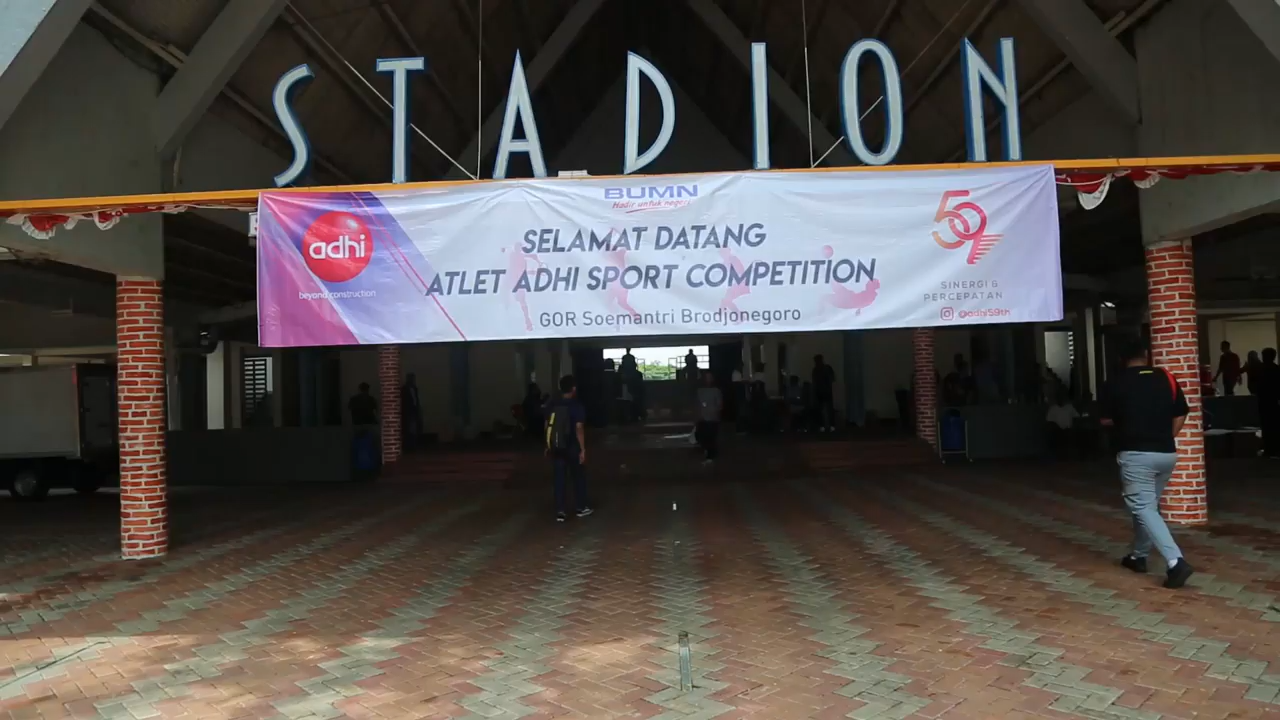 STADION
BUMN
Hadir untuk negeri
adhi
beyond construction
SELAMAT DATANG
ATLET ADHI SPORT COMPETITION
GOR Soemantri Brodjonegoro
59
SINERGI &
PERCEPATAN
@adhi59th